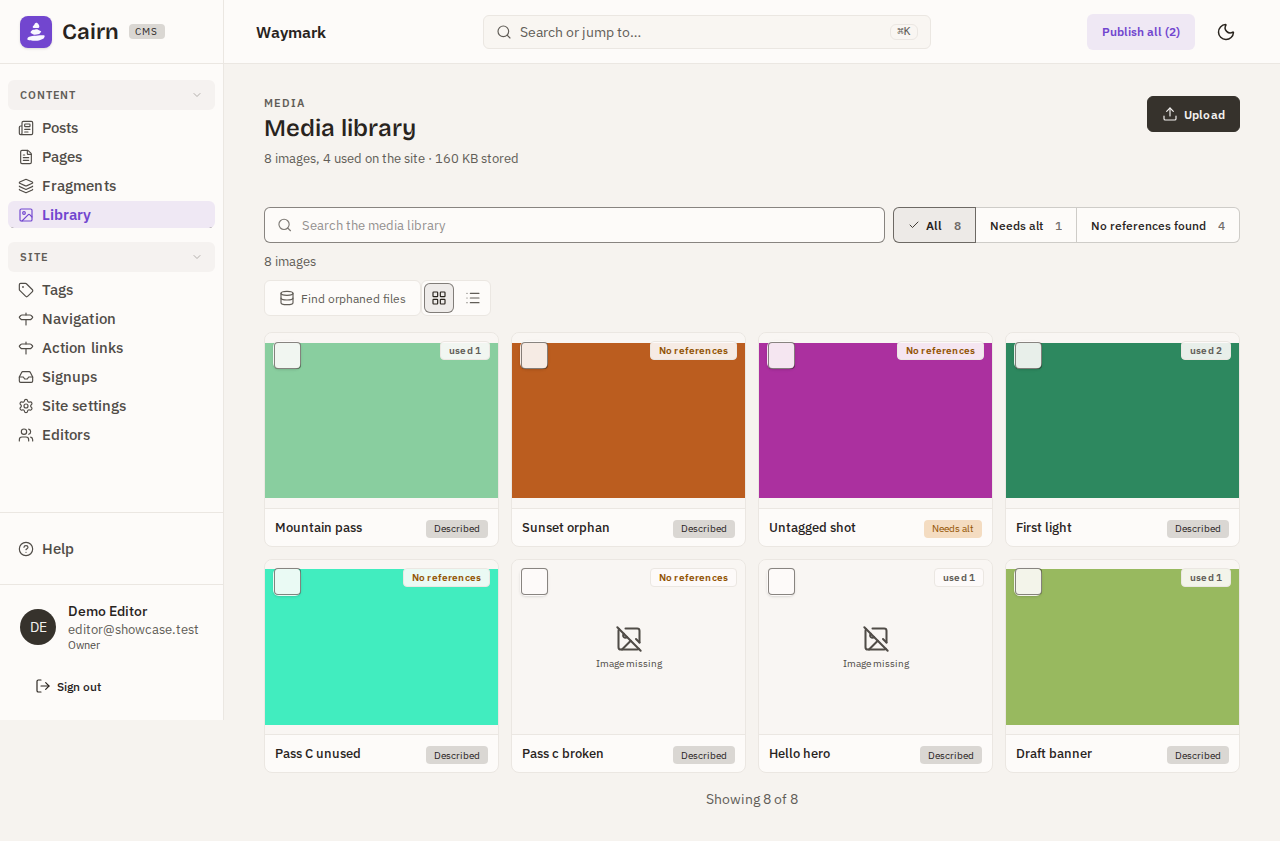 Cairn CMS
Waymark
Search or jump to... ⌘K
Publish all (2)
CONTENT
Posts
Pages
Fragments
Library
SITE
Tags
Navigation
Action links
Signups
Site settings
Editors
Help
DE
Demo Editor
editor@showcase.test
Owner
Sign out
MEDIA
Media library
8 images, 4 used on the site · 160 KB stored
Upload
Search the media library
All 8
Needs alt 1
No references found 4
8 images
Find orphaned files
used 1
Mountain pass Described
No references
Sunset orphan Described
No references
Untagged shot Needs alt
used 2
First light Described
No references
Pass C unused Described
No references
Image missing
Pass c broken Described
used 1
Image missing
Hello hero Described
used 1
Draft banner Described
Showing 8 of 8